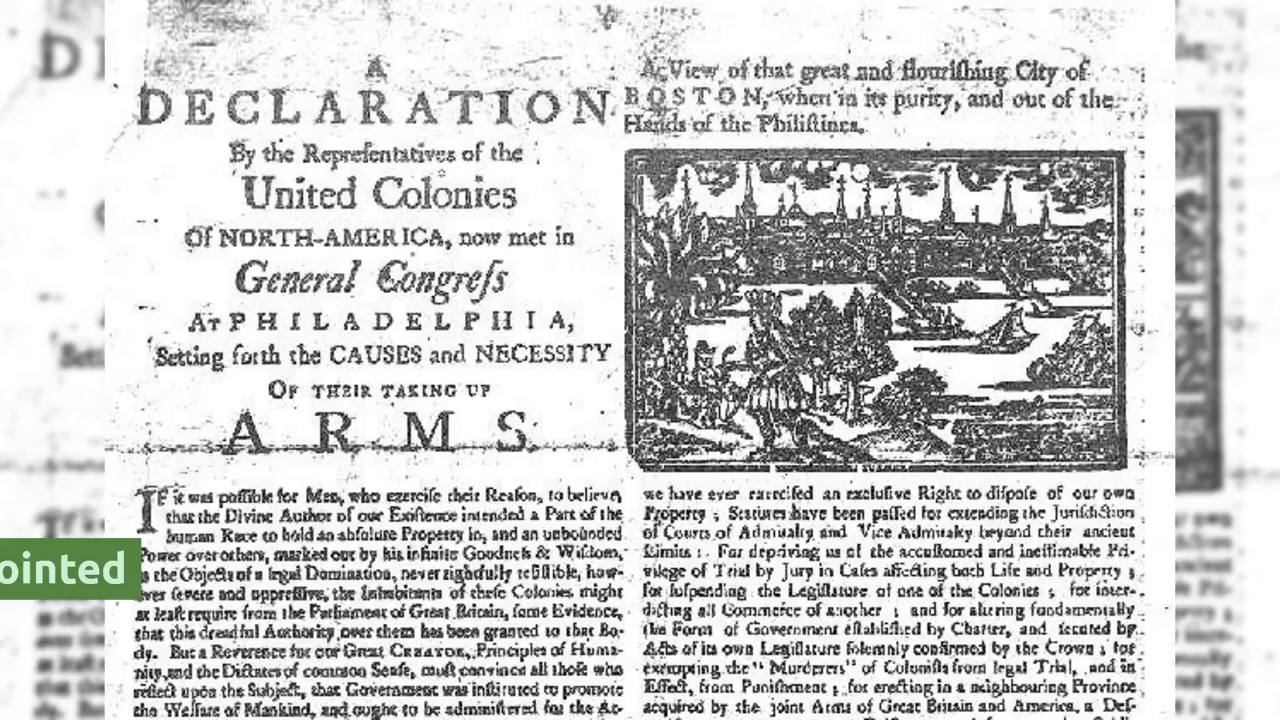 A
DECLARATION
By the Repreſentatives of the
United Colonies
Of NORTH-AMERICA, now met in
General Congreſs
AT PHILADELPHIA,
Setting forth the CAUSES and NECESSITY
OF THEIR TAKING UP
ARMS
IF it was poſſible for Men, who exerciſe their Reaſon, to believe,
that the Divine Author of our Exiſtence intended a Part of the
human Race to hold an abſolute Property in, and an unbounded
Power over others, marked out by his infinite Goodneſs & Wiſdom,
as the Objects of a legal Domination, never rightfully reſiſtible, how-
ever ſevere and oppreſſive, the Inhabitants of theſe Colonies might
at leaſt require from the Parliament of Great Britain, ſome Evidence,
that this dreadful Authority over them has been granted to that Bo-
dy. But a Reverence for our Great CREATOR, Principles of Huma-
nity and the Dictates of common Senſe, muſt convince all thoſe who
reflect upon the Subject, that Government was inſtituted to promote
the Welfare of Mankind, and ought to be adminiſtered for the Ac-
A View of that great and flouriſhing City of
BOSTON, when in its purity, and out of the
Hands of the Philiſtines.
we have ever exerciſed an excluſive Right to diſpoſe of our own
Property ; Statutes have been paſſed for extending the Juriſdiction
of Courts of Admiralty and Vice Admiralty beyond their ancient
Limits : For depriving us of the accuſtomed and ineſtimable Pri-
vilege of Trial by Jury in Caſes affecting both Life and Property ;
for ſuſpending the Legiſlature of one of the Colonies ; for inter-
dicting all Commerce of another ; and for altering fundamentally
the Form of Government eſtabliſhed by Charter, and ſecured by
Acts of its own Legiſlature ſolemnly confirmed by the Crown ; for
exempting the "Murderers" of Coloniſts from legal Trial, and in
Effect, from Puniſhment ; for erecting in a neighbouring Province
acquired by the joint Arms of Great Britain and America, a Deſ-
ointed